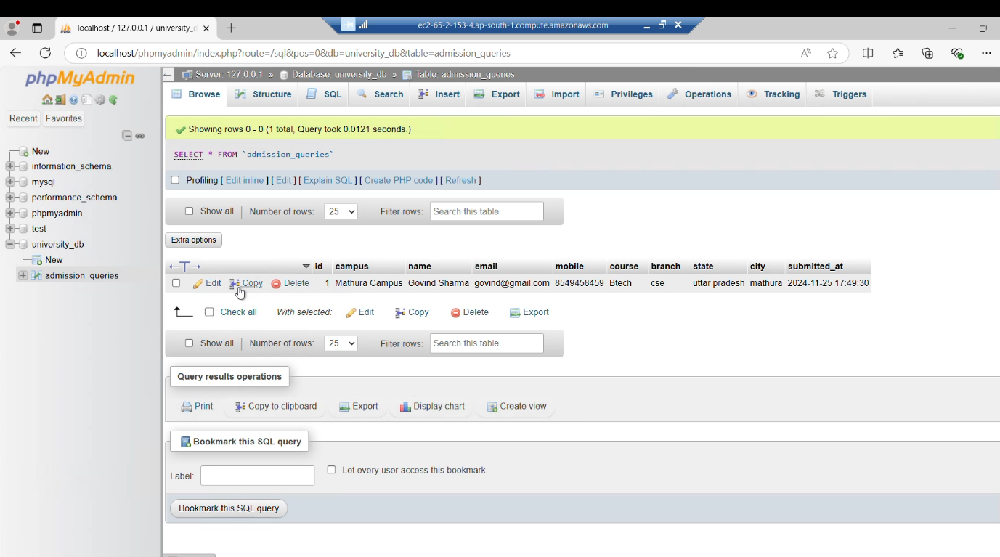 localhost / 127.0.0.1 / university_d
ec2-65-2-153-4.ap-south-1.compute.amazonaws.com
localhost/phpmyadmin/index.php?route=/sql&pos=0&db=university_db&table=admission_queries
phpMyAdmin
Recent Favorites
New
information_schema
mysql
performance_schema
phpmyadmin
test
university_db
New
admission_queries
Server: 127.0.0.1 » Database: university_db » Table: admission_queries
Browse Structure SQL Search Insert Export Import Privileges Operations Tracking Triggers
Showing rows 0 - 0 (1 total, Query took 0.0121 seconds.)
SELECT * FROM `admission_queries`
Profiling [ Edit inline ] [ Edit ] [ Explain SQL ] [ Create PHP code ] [ Refresh ]
Show all | Number of rows: 25 Filter rows: Search this table
Extra options
←T→ id campus name email mobile course branch state city submitted_at
Edit Copy Delete 1 Mathura Campus Govind Sharma govind@gmail.com 8549458459 Btech cse uttar pradesh mathura 2024-11-25 17:49:30
Check all With selected: Edit Copy Delete Export
Show all | Number of rows: 25 Filter rows: Search this table
Query results operations
Print Copy to clipboard Export Display chart Create view
Bookmark this SQL query
Label: Let every user access this bookmark
Bookmark this SQL query